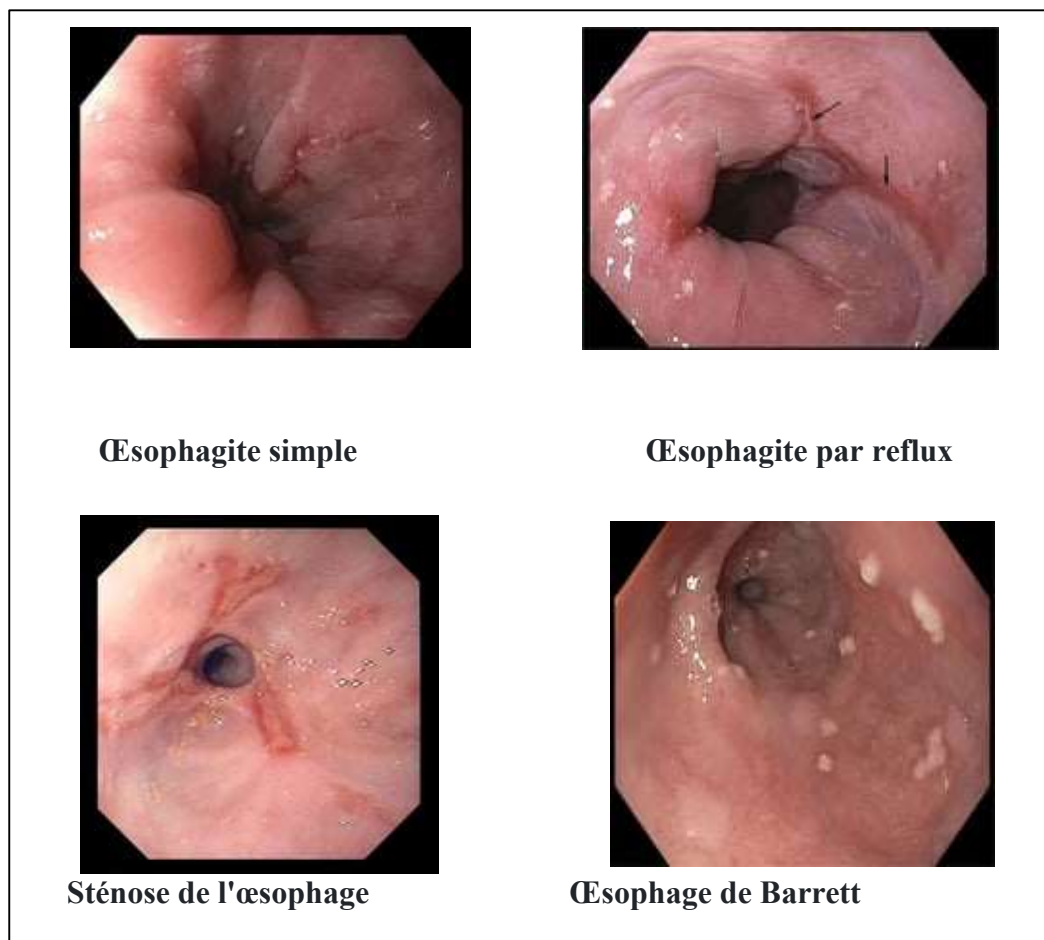 Œsophagite simple
Œsophagite par reflux
Sténose de l'œsophage
Œsophage de Barrett